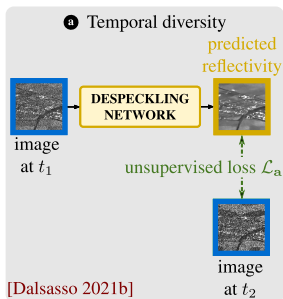 a Temporal diversity
predicted
reflectivity
DESPECKLING
NETWORK
image
at t₁
unsupervised loss ℒₐ
image
at t₂
[Dalsasso 2021b]